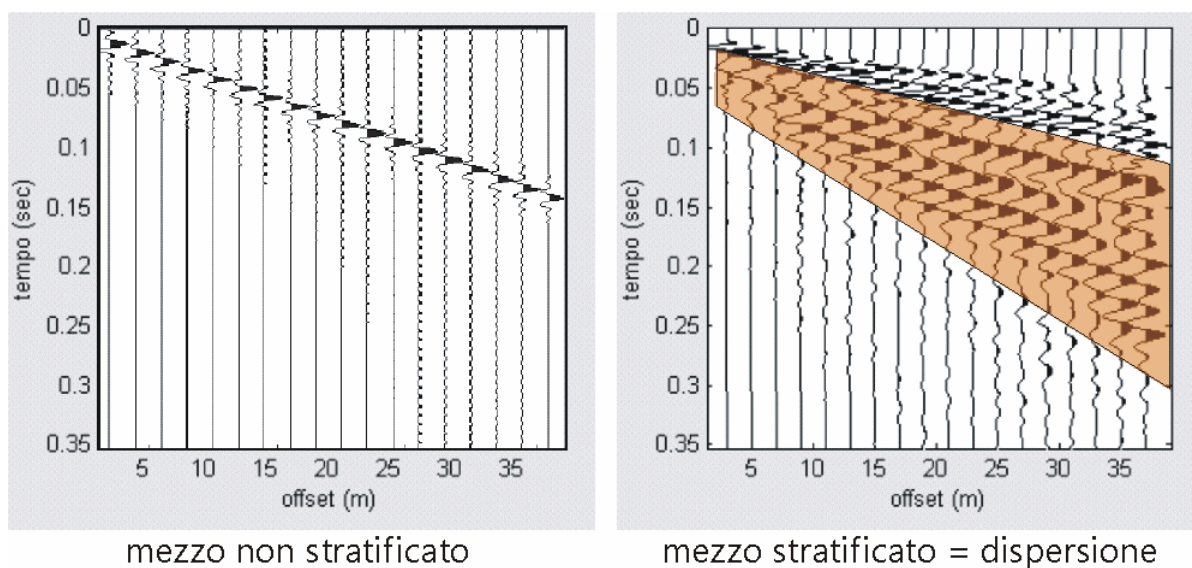 0
0.05
0.1
0.15
0.2
0.25
0.3
0.35
tempo (sec)
5 10 15 20 25 30 35
offset (m)
mezzo non stratificato
0
0.05
0.1
0.15
0.2
0.25
0.3
0.35
tempo (sec)
5 10 15 20 25 30 35
offset (m)
mezzo stratificato = dispersione